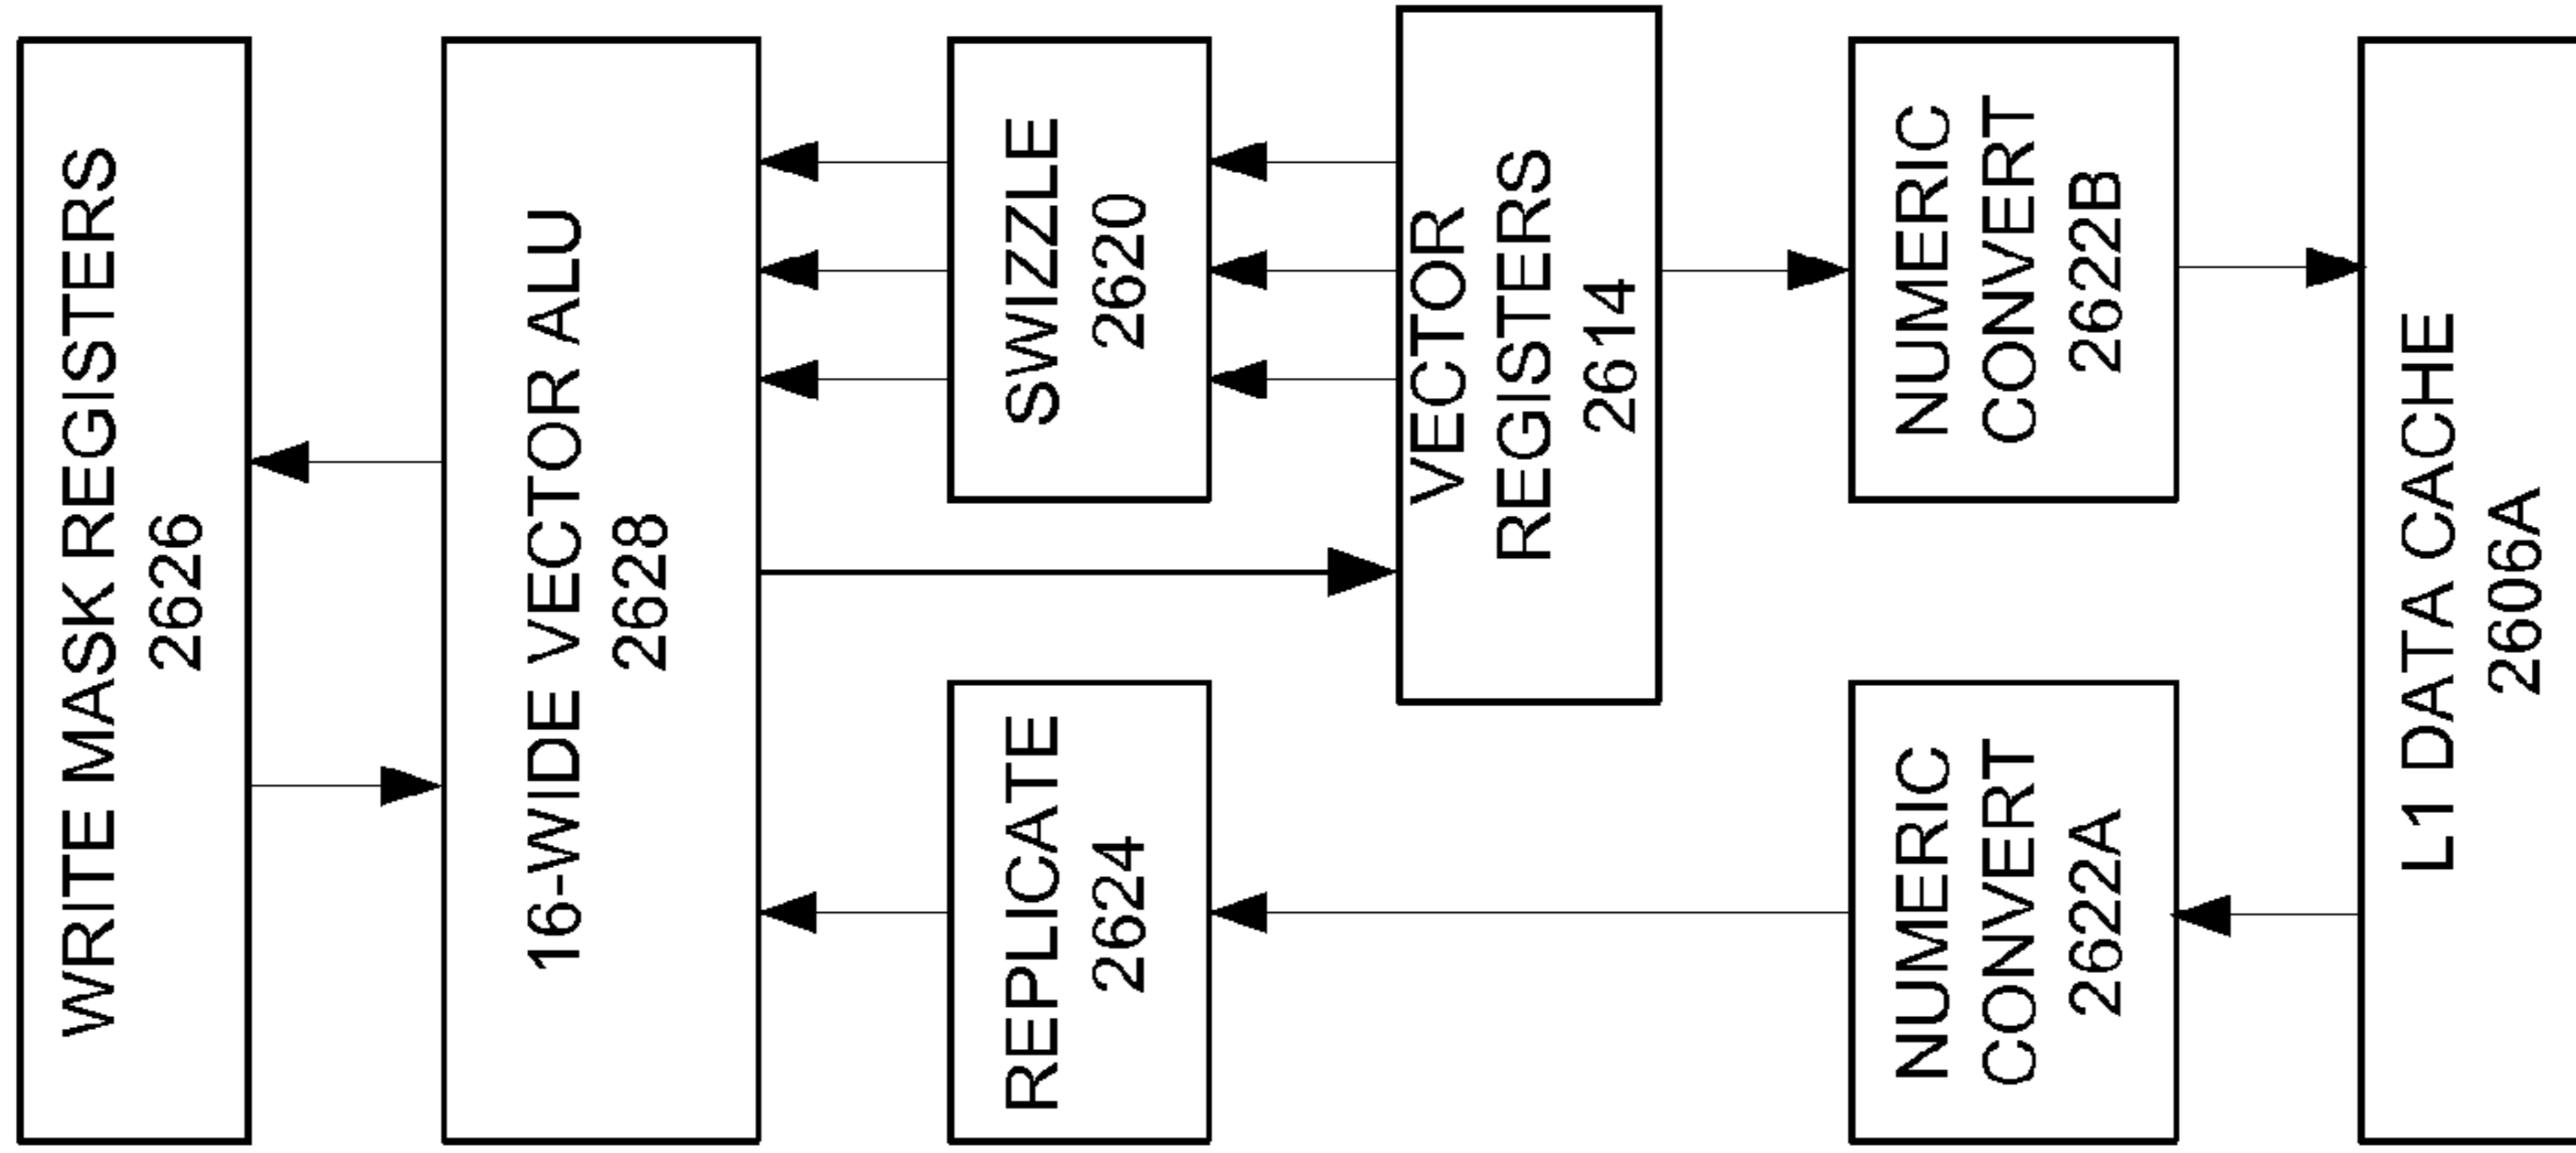 WRITE MASK REGISTERS
2626
16-WIDE VECTOR ALU
2628
REPLICATE
2624
SWIZZLE
2620
VECTOR
REGISTERS
2614
NUMERIC
CONVERT
2622A
NUMERIC
CONVERT
2622B
L1 DATA CACHE
2606A